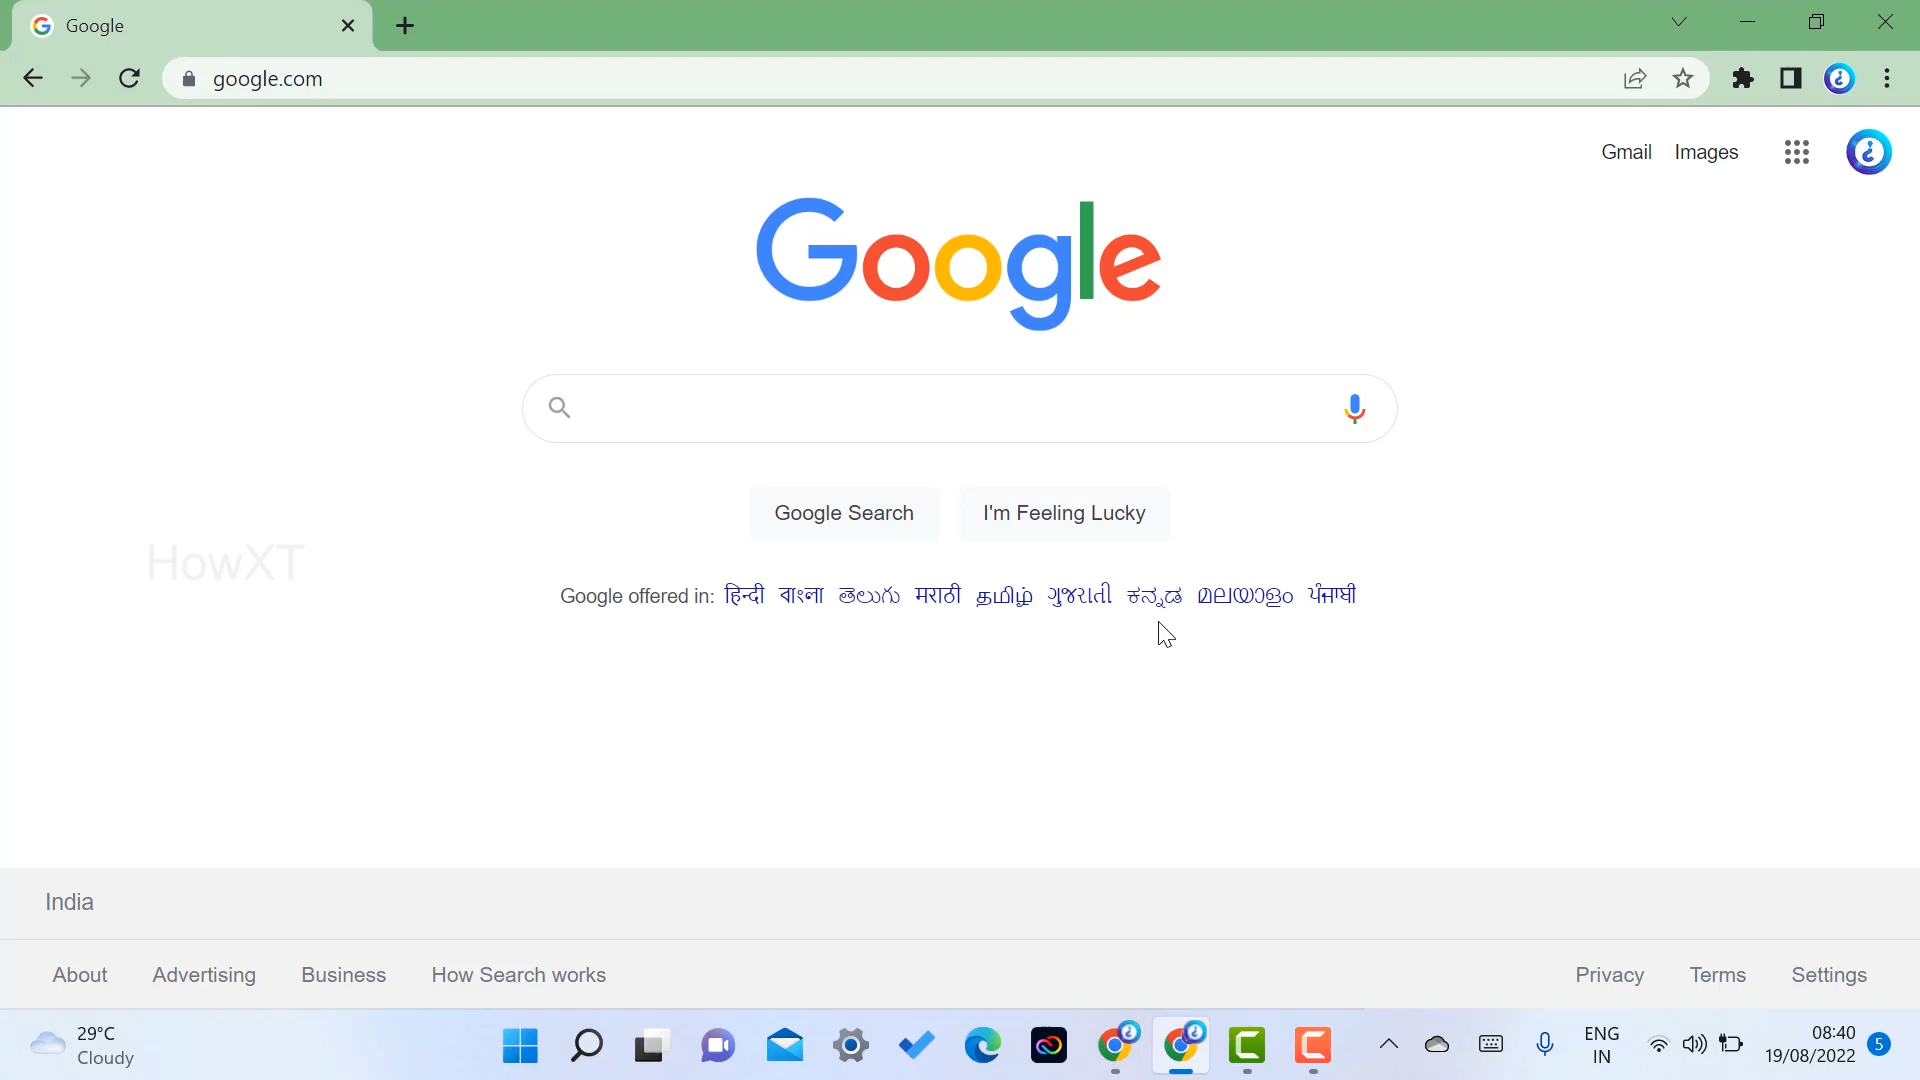 Google
google.com
Gmail Images
Google
Google Search I'm Feeling Lucky
HowXT
Google offered in: हिन्दी বাংলা తెలుగు मराठी தமிழ் ગુજરાતી ಕನ್ನಡ മലയാളം ਪੰਜਾਬੀ
India
About Advertising Business How Search works Privacy Terms Settings
29°C
Cloudy
ENG
IN
08:40
19/08/2022
5